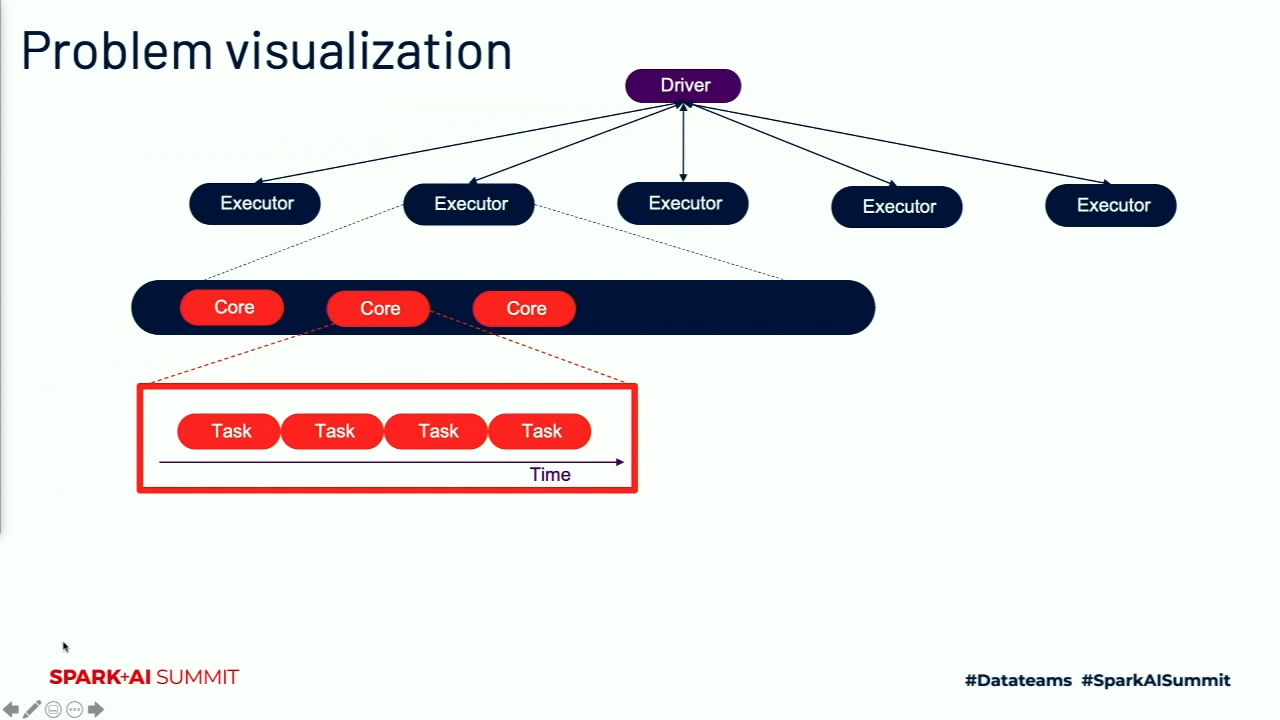 Problem visualization
Driver
Executor
Executor
Executor
Executor
Executor
Core
Core
Core
Task
Task
Task
Task
Time
SPARK+AI SUMMIT
#Datateams #SparkAISummit